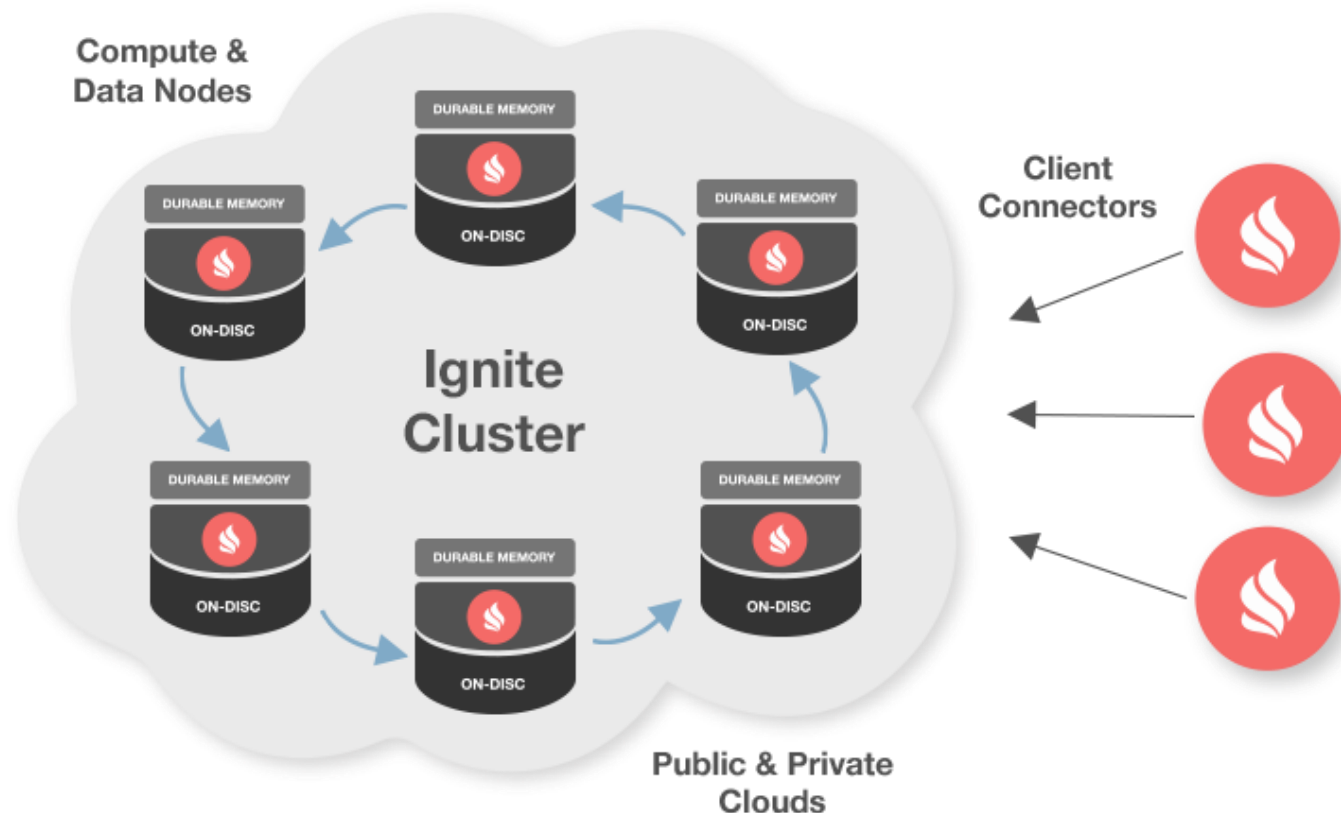 Compute &
Data Nodes
DURABLE MEMORY
ON-DISC
DURABLE MEMORY
ON-DISC
DURABLE MEMORY
ON-DISC
Client
Connectors
Ignite
Cluster
DURABLE MEMORY
ON-DISC
DURABLE MEMORY
ON-DISC
DURABLE MEMORY
ON-DISC
Public & Private
Clouds